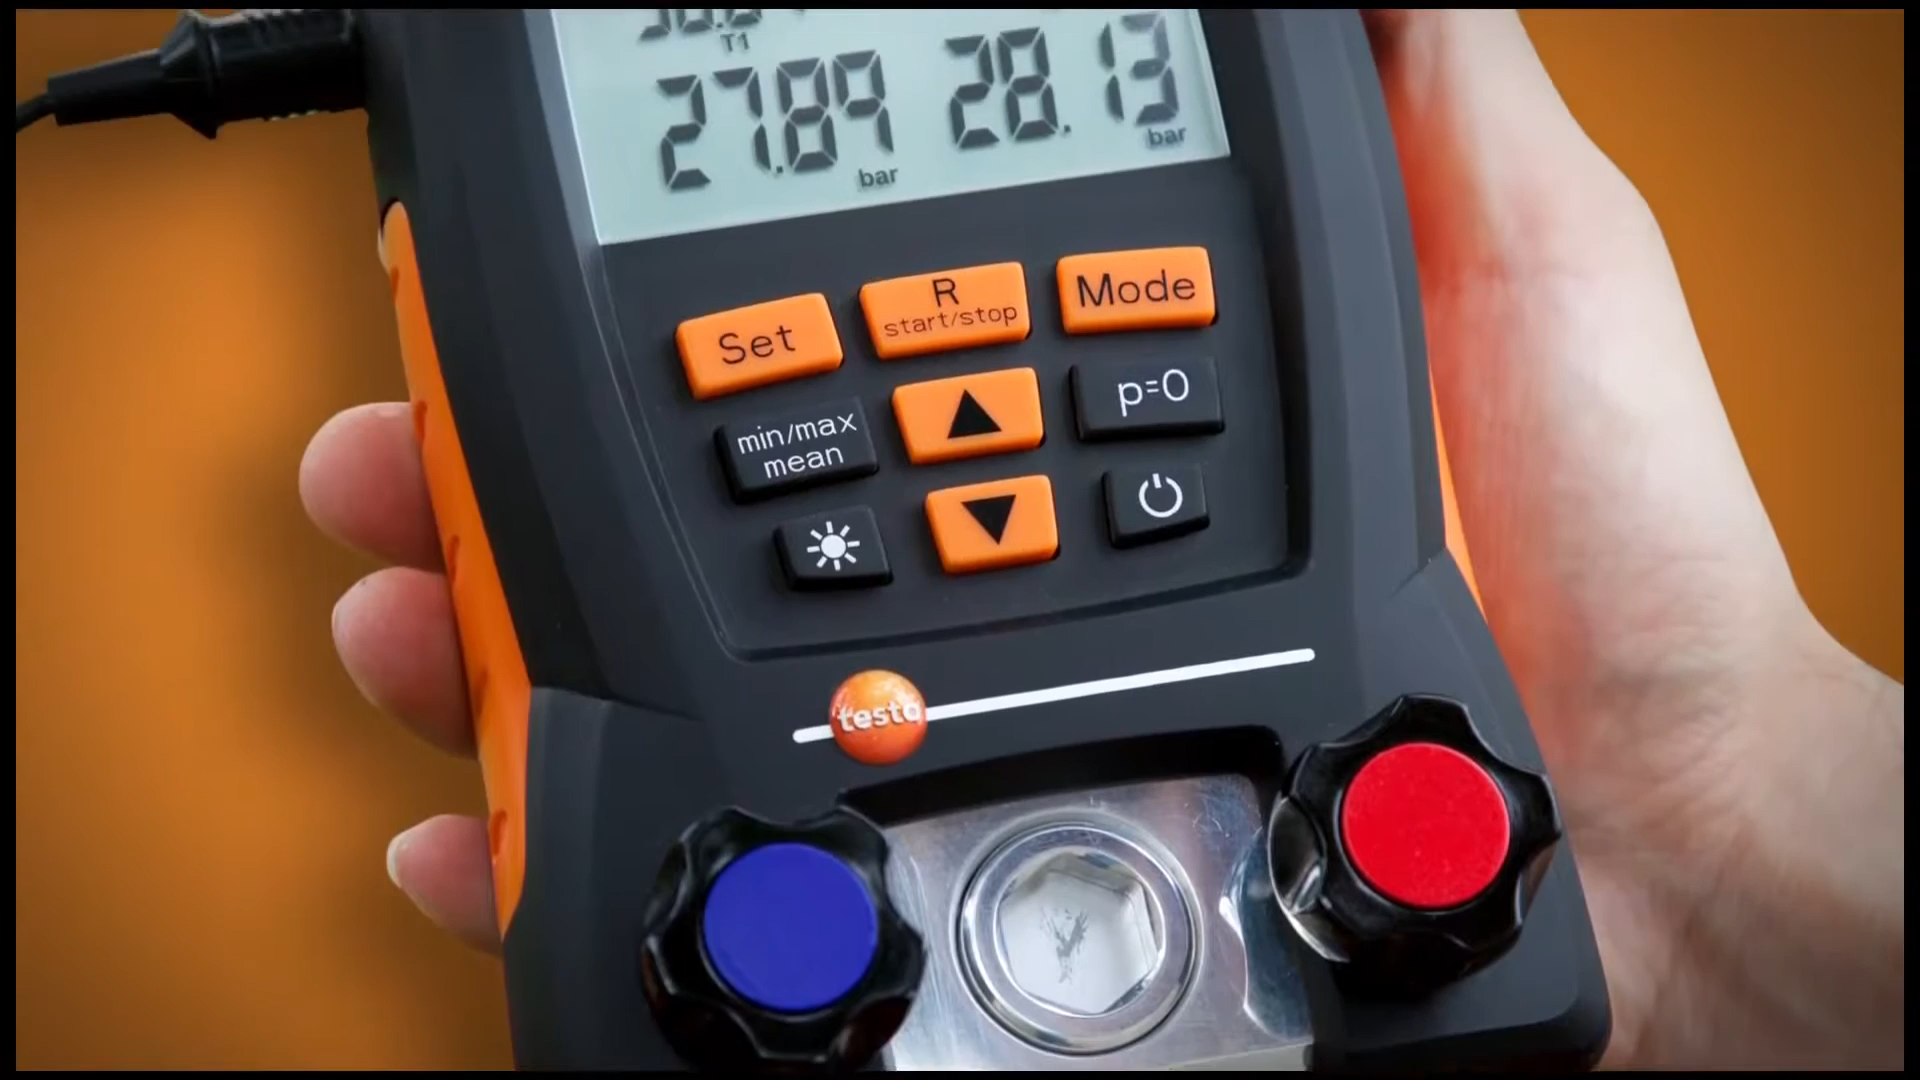 T1
27.89 28.13
bar bar
Set
R
start/stop
Mode
min/max
mean
p=0
testo